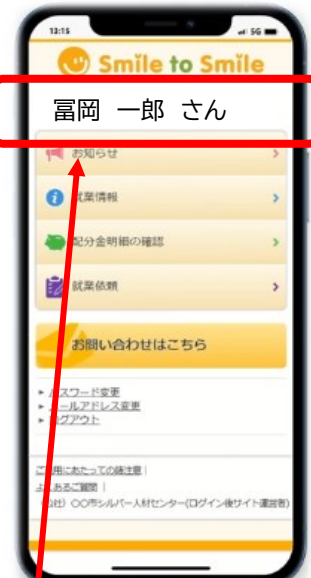 13:15
5G
Smile to Smile
冨岡 一郎 さん
お知らせ
就業情報
配分金明細の確認
就業依頼
お問い合わせはこちら
パスワード変更
メールアドレス変更
ログアウト
ご利用にあたっての諸注意 |
よくあるご質問 |
(公社) 〇〇市シルバー人材センター(ログイン後サイト運営者)